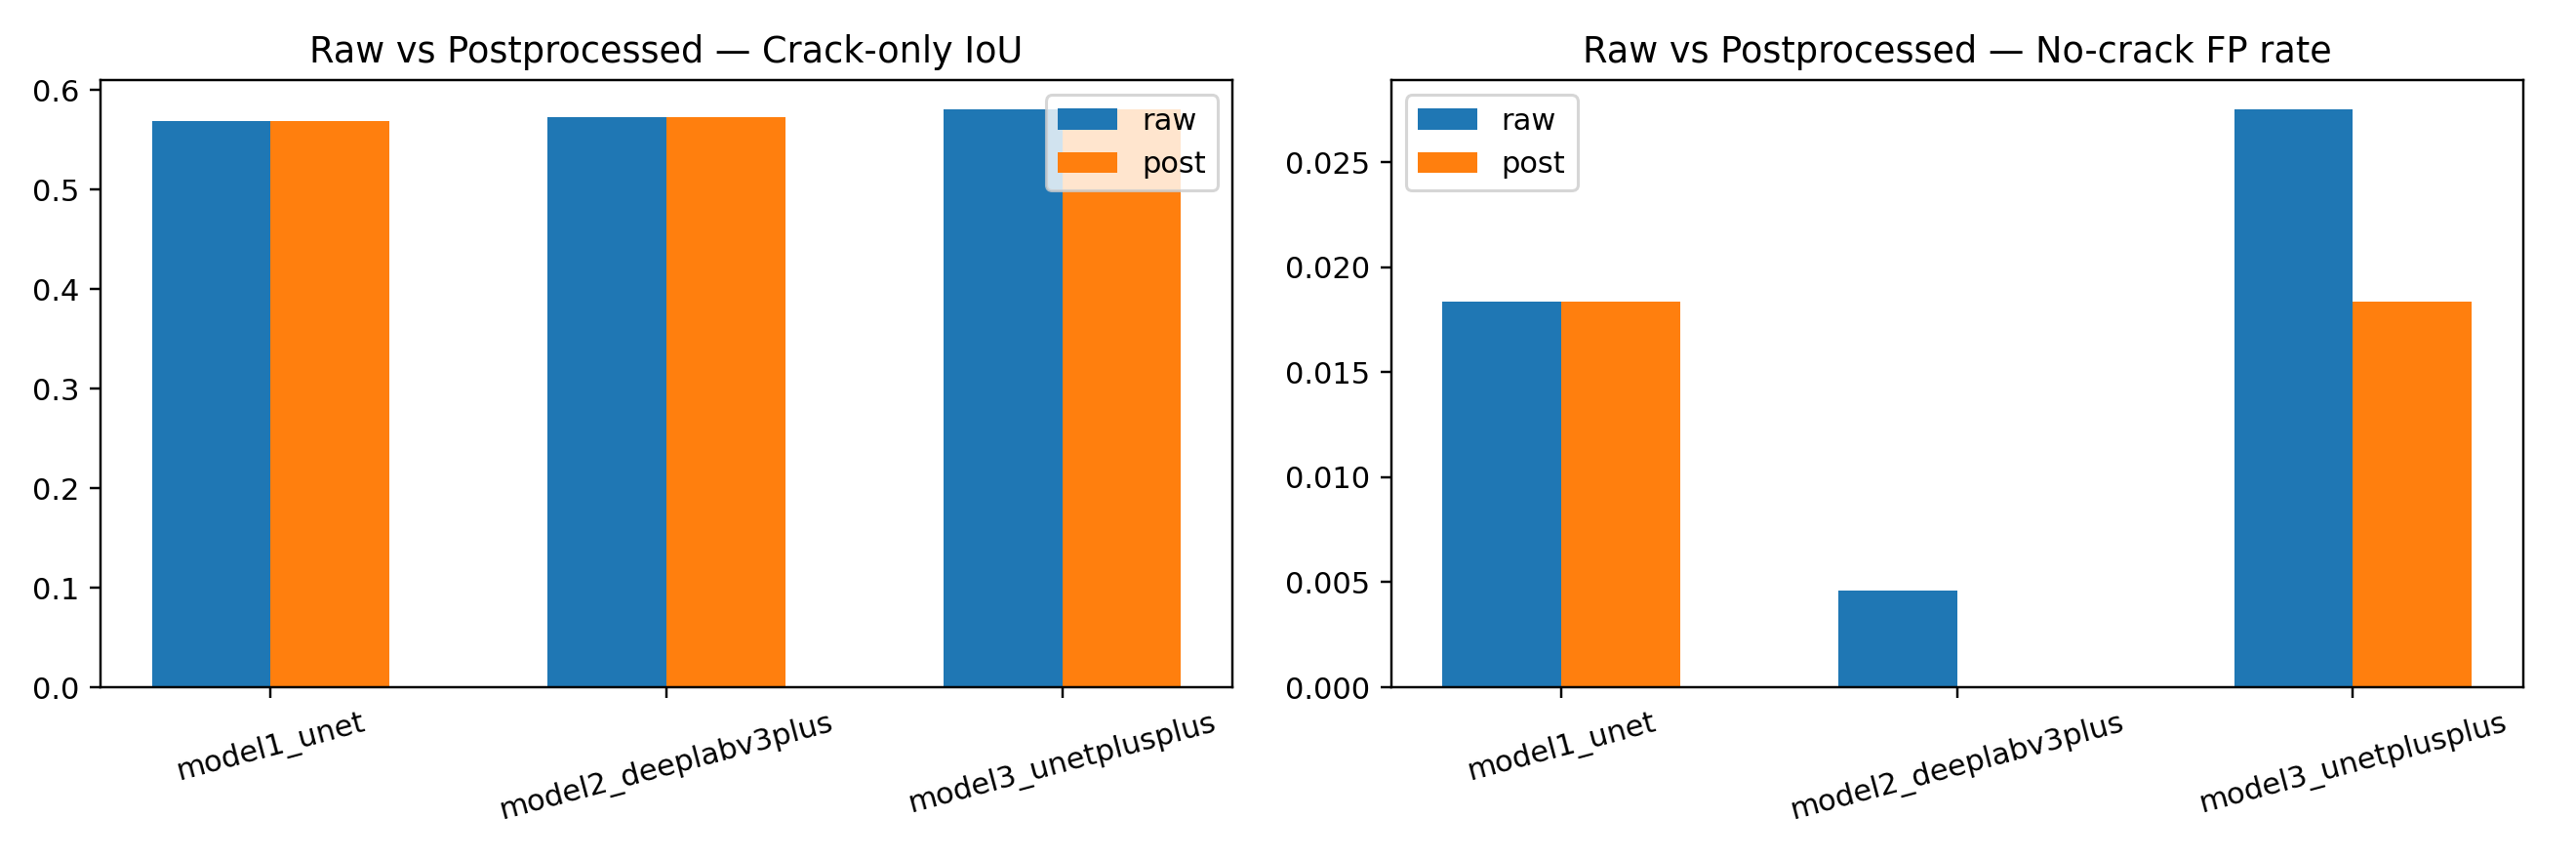 Raw vs Postprocessed — Crack-only IoU
0.6
0.5
0.4
0.3
0.2
0.1
0.0
raw
post
model1_unet
model2_deeplabv3plus
model3_unetplusplus
Raw vs Postprocessed — No-crack FP rate
0.025
0.020
0.015
0.010
0.005
0.000
raw
post
model1_unet
model2_deeplabv3plus
model3_unetplusplus